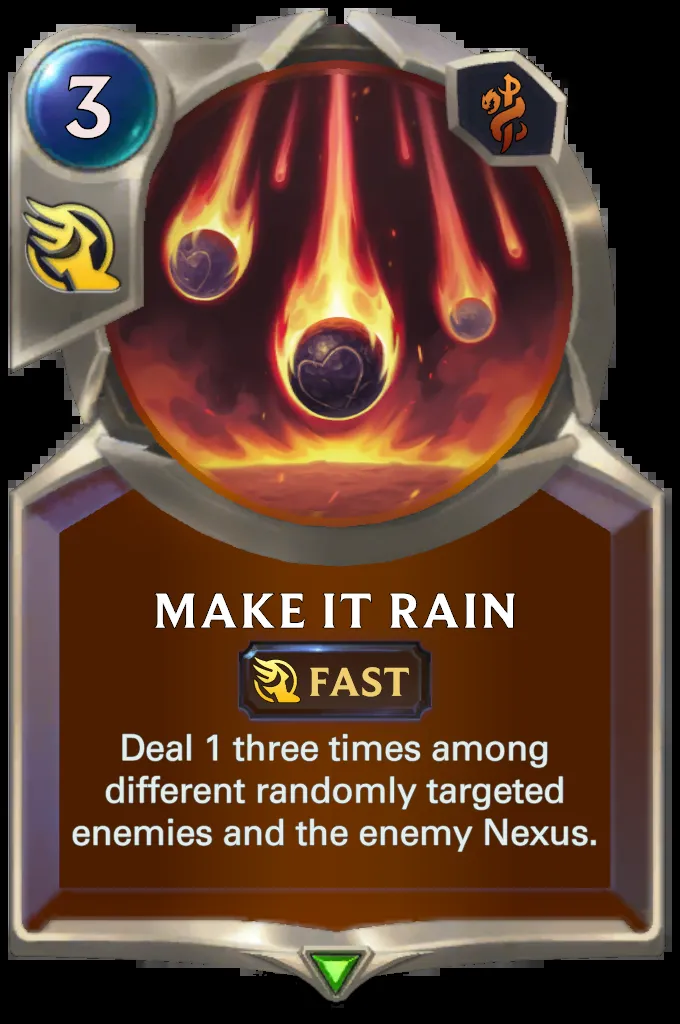 3
MAKE IT RAIN
FAST
Deal 1 three times among
different randomly targeted
enemies and the enemy Nexus.